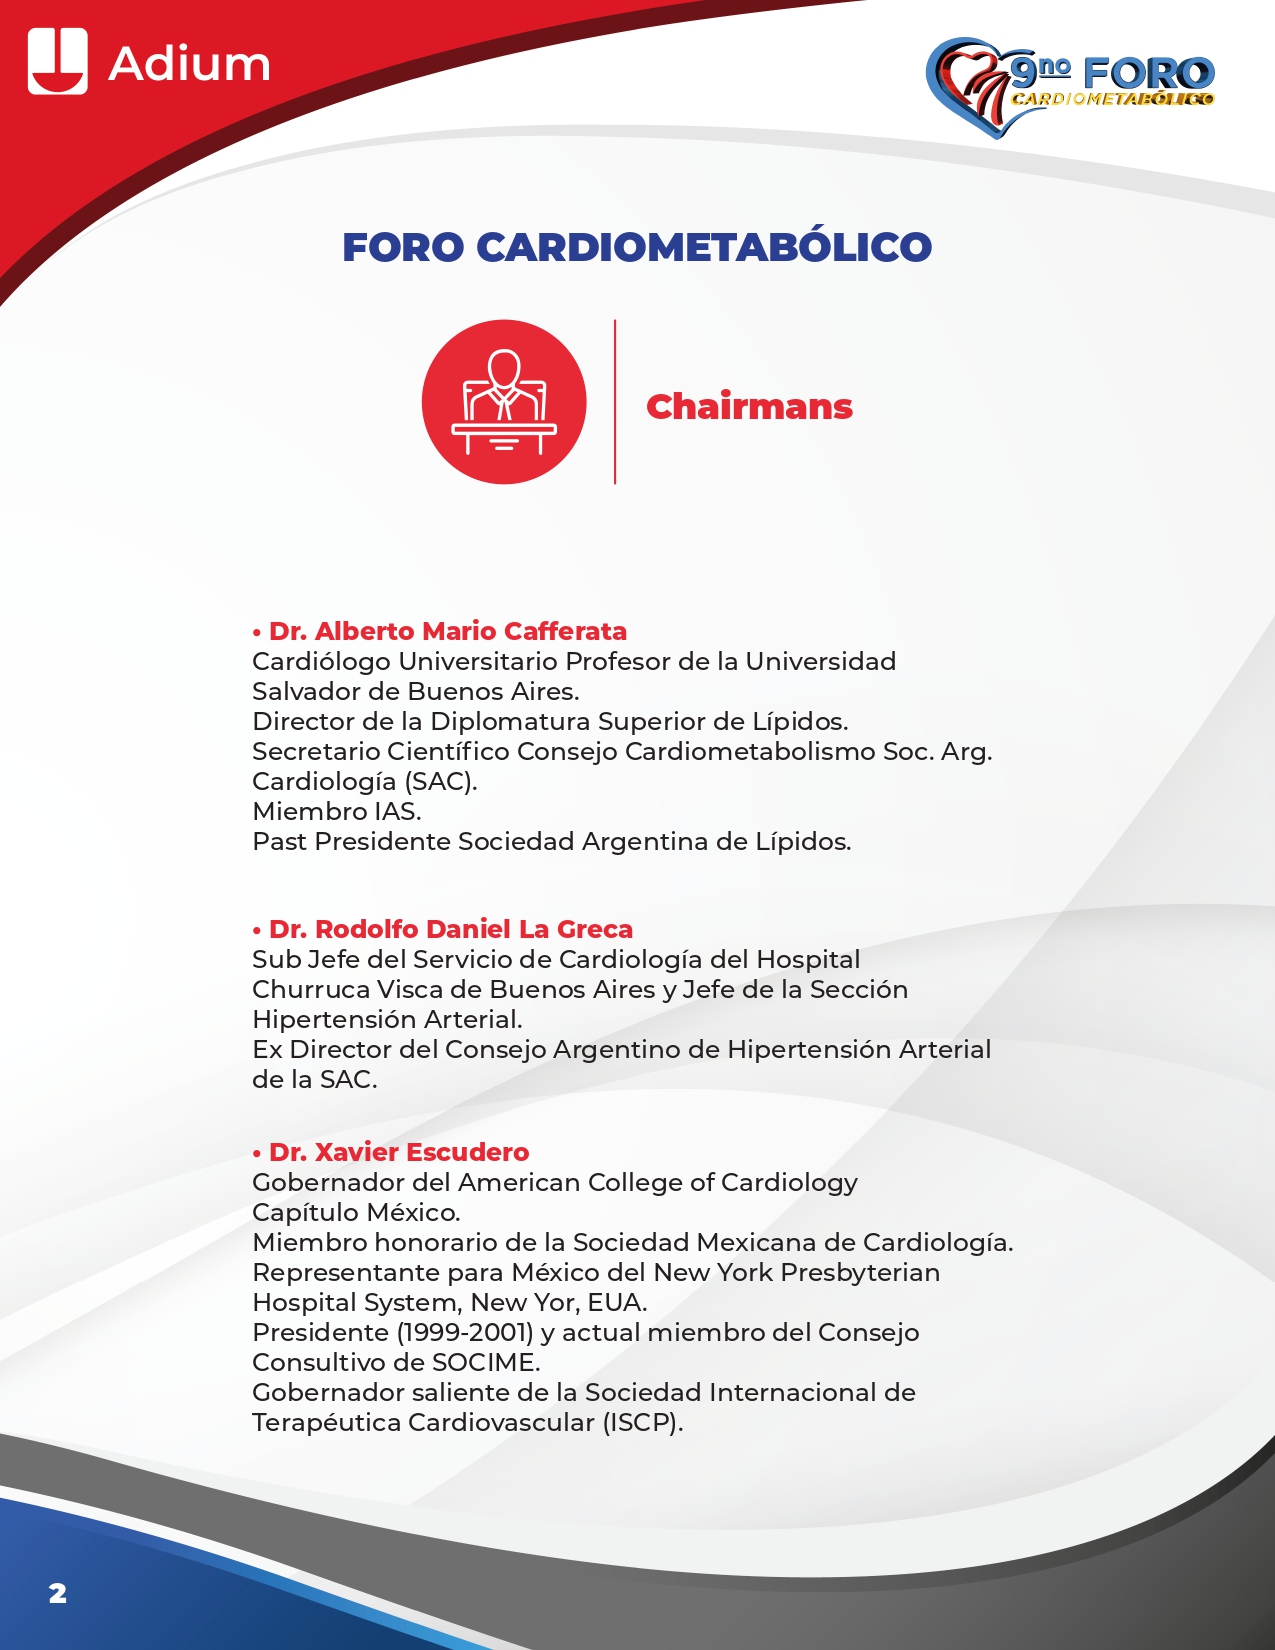 Adium
9no FORO
CARDIOMETABÓLICO
FORO CARDIOMETABÓLICO
Chairmans
• Dr. Alberto Mario Cafferata
Cardiólogo Universitario Profesor de la Universidad
Salvador de Buenos Aires.
Director de la Diplomatura Superior de Lípidos.
Secretario Científico Consejo Cardiometabolismo Soc. Arg.
Cardiología (SAC).
Miembro IAS.
Past Presidente Sociedad Argentina de Lípidos.
• Dr. Rodolfo Daniel La Greca
Sub Jefe del Servicio de Cardiología del Hospital
Churruca Visca de Buenos Aires y Jefe de la Sección
Hipertensión Arterial.
Ex Director del Consejo Argentino de Hipertensión Arterial
de la SAC.
• Dr. Xavier Escudero
Gobernador del American College of Cardiology
Capítulo México.
Miembro honorario de la Sociedad Mexicana de Cardiología.
Representante para México del New York Presbyterian
Hospital System, New Yor, EUA.
Presidente (1999-2001) y actual miembro del Consejo
Consultivo de SOCIME.
Gobernador saliente de la Sociedad Internacional de
Terapéutica Cardiovascular (ISCP).
2